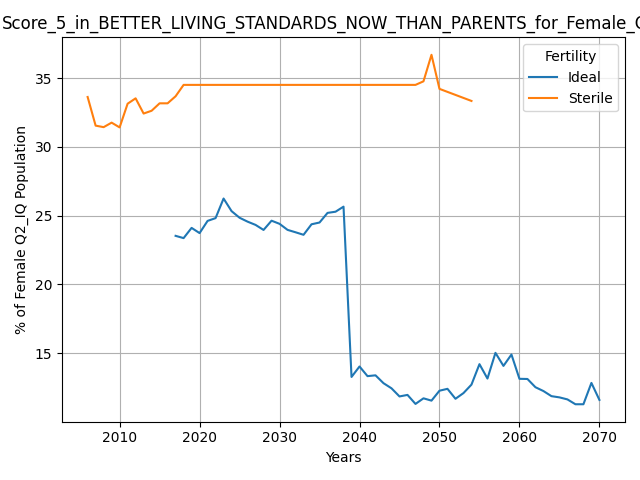 Score_5_in_BETTER_LIVING_STANDARDS_NOW_THAN_PARENTS_for_Female_
Fertility
Ideal
Sterile
% of Female Q2_IQ Population
35
30
25
20
15
2010 2020 2030 2040 2050 2060 2070
Years